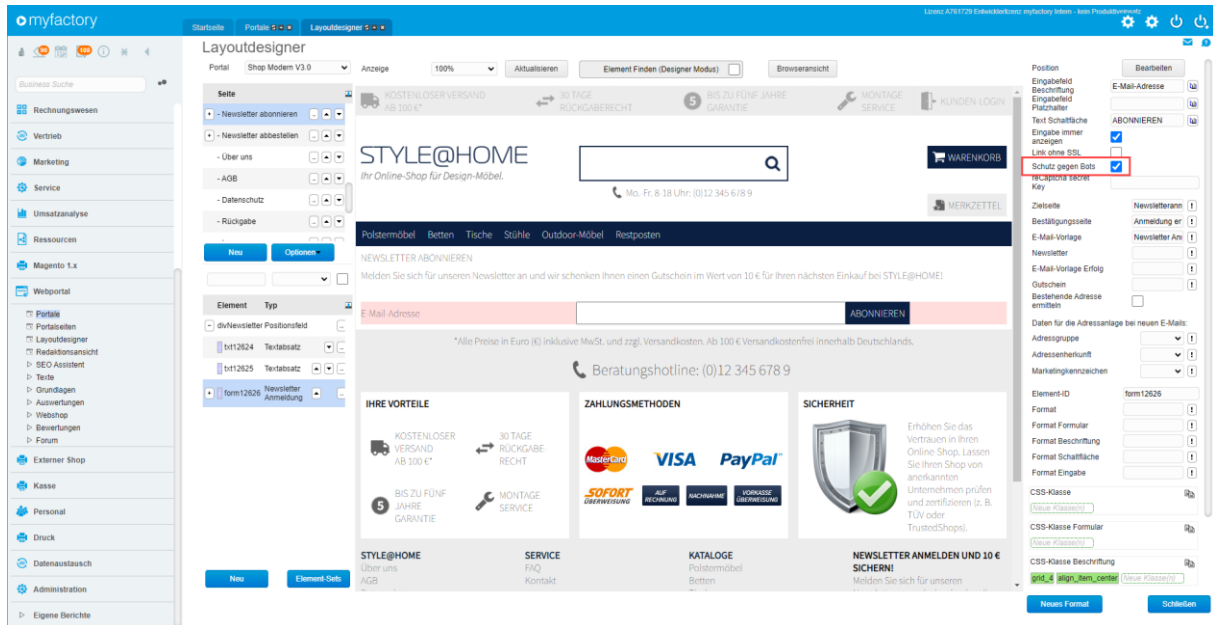 myfactory
Lizenz A761729 Entwicklerlizenz myfactory Intern - kein Produktiveinsatz
Startseite
Portale
Layoutdesigner
Business Suche
Rechnungswesen
Vertrieb
Marketing
Service
Umsatzanalyse
Ressourcen
Magento 1.x
Webportal
Portale
Portalseiten
Layoutdesigner
Redaktionsansicht
SEO Assistent
Texte
Grundlagen
Auswertungen
Webshop
Bewertungen
Forum
Externer Shop
Kasse
Personal
Druck
Datenaustausch
Administration
Eigene Berichte
Layoutdesigner
Portal Shop Modern V3.0
Anzeige 100% Aktualisieren Element Finden (Designer Modus) Browseransicht
Seite
- Newsletter abonnieren
- Newsletter abbestellen
- Über uns
- AGB
- Datenschutz
- Rückgabe
Neu Optionen
Element Typ
divNewsletter Positionsfeld
txt12624 Textabsatz
txt12625 Textabsatz
form12626 Newsletter
Anmeldung
Neu Element-Sets
KOSTENLOSER VERSAND
AB 100 €*
30 TAGE
RÜCKGABERECHT
5 BIS ZU FÜNF JAHRE
GARANTIE
MONTAGE
SERVICE
KUNDEN LOGIN
STYLE@HOME
Ihr Online-Shop für Design-Möbel.
Mo. Fr. 8 18 Uhr: (0)12 345 678 9
WARENKORB
MERKZETTEL
Polstermöbel Betten Tische Stühle Outdoor-Möbel Restposten
NEWSLETTER ABONNIEREN
Melden Sie sich für unseren Newsletter an und wir schenken Ihnen einen Gutschein im Wert von 10 € für Ihren nächsten Einkauf bei STYLE@HOME!
E Mail Adresse
ABONNIEREN
*Alle Preise in Euro (€) inklusive MwSt. und zzgl. Versandkosten. Ab 100 € Versandkostenfrei innerhalb Deutschlands.
Beratungshotline: (0)12 345 678 9
IHRE VORTEILE
KOSTENLOSER
VERSAND
AB 100 €*
30 TAGE
RÜCKGABE-
RECHT
5 BIS ZU FÜNF
JAHRE
GARANTIE
MONTAGE
SERVICE
ZAHLUNGSMETHODEN
MasterCard
VISA
PayPal
SOFORT
ÜBERWEISUNG
AUF
RECHNUNG
NACHNAHME
VORKASSE
ÜBERWEISUNG
SICHERHEIT
Erhöhen Sie das
Vertrauen in Ihren
Online Shop. Lassen
Sie Ihren Shop von
anerkannten
Unternehmen prüfen
und zertifizieren (z. B.
TÜV oder
TrustedShops).
STYLE@HOME
Über uns
AGB
SERVICE
FAQ
Kontakt
KATALOGE
Polstermöbel
Betten
NEWSLETTER ANMELDEN UND 10 €
SICHERN!
Melden Sie sich für unseren
Position Bearbeiten
Eingabefeld
Beschriftung E-Mail-Adresse
Eingabefeld
Platzhalter
Text Schaltfläche ABONNIEREN
Eingabe immer
anzeigen
Link ohne SSL
Schutz gegen Bots
reCaptcha secret
Key
Zielseite Newsletterann
Bestätigungsseite Anmeldung er
E-Mail-Vorlage Newsletter Anm
Newsletter
E-Mail-Vorlage Erfolg
Gutschein
Bestehende Adresse
ermitteln
Daten für die Adressanlage bei neuen E-Mails:
Adressgruppe
Adressenherkunft
Marketingkennzeichen
Element-ID form12626
Format
Format Formular
Format Beschriftung
Format Schaltfläche
Format Eingabe
CSS-Klasse
(Neue Klasse(n))
CSS-Klasse Formular
(Neue Klasse(n))
CSS-Klasse Beschriftung
grid_4 align_item_center (Neue Klasse(n))
Neues Format Schließen